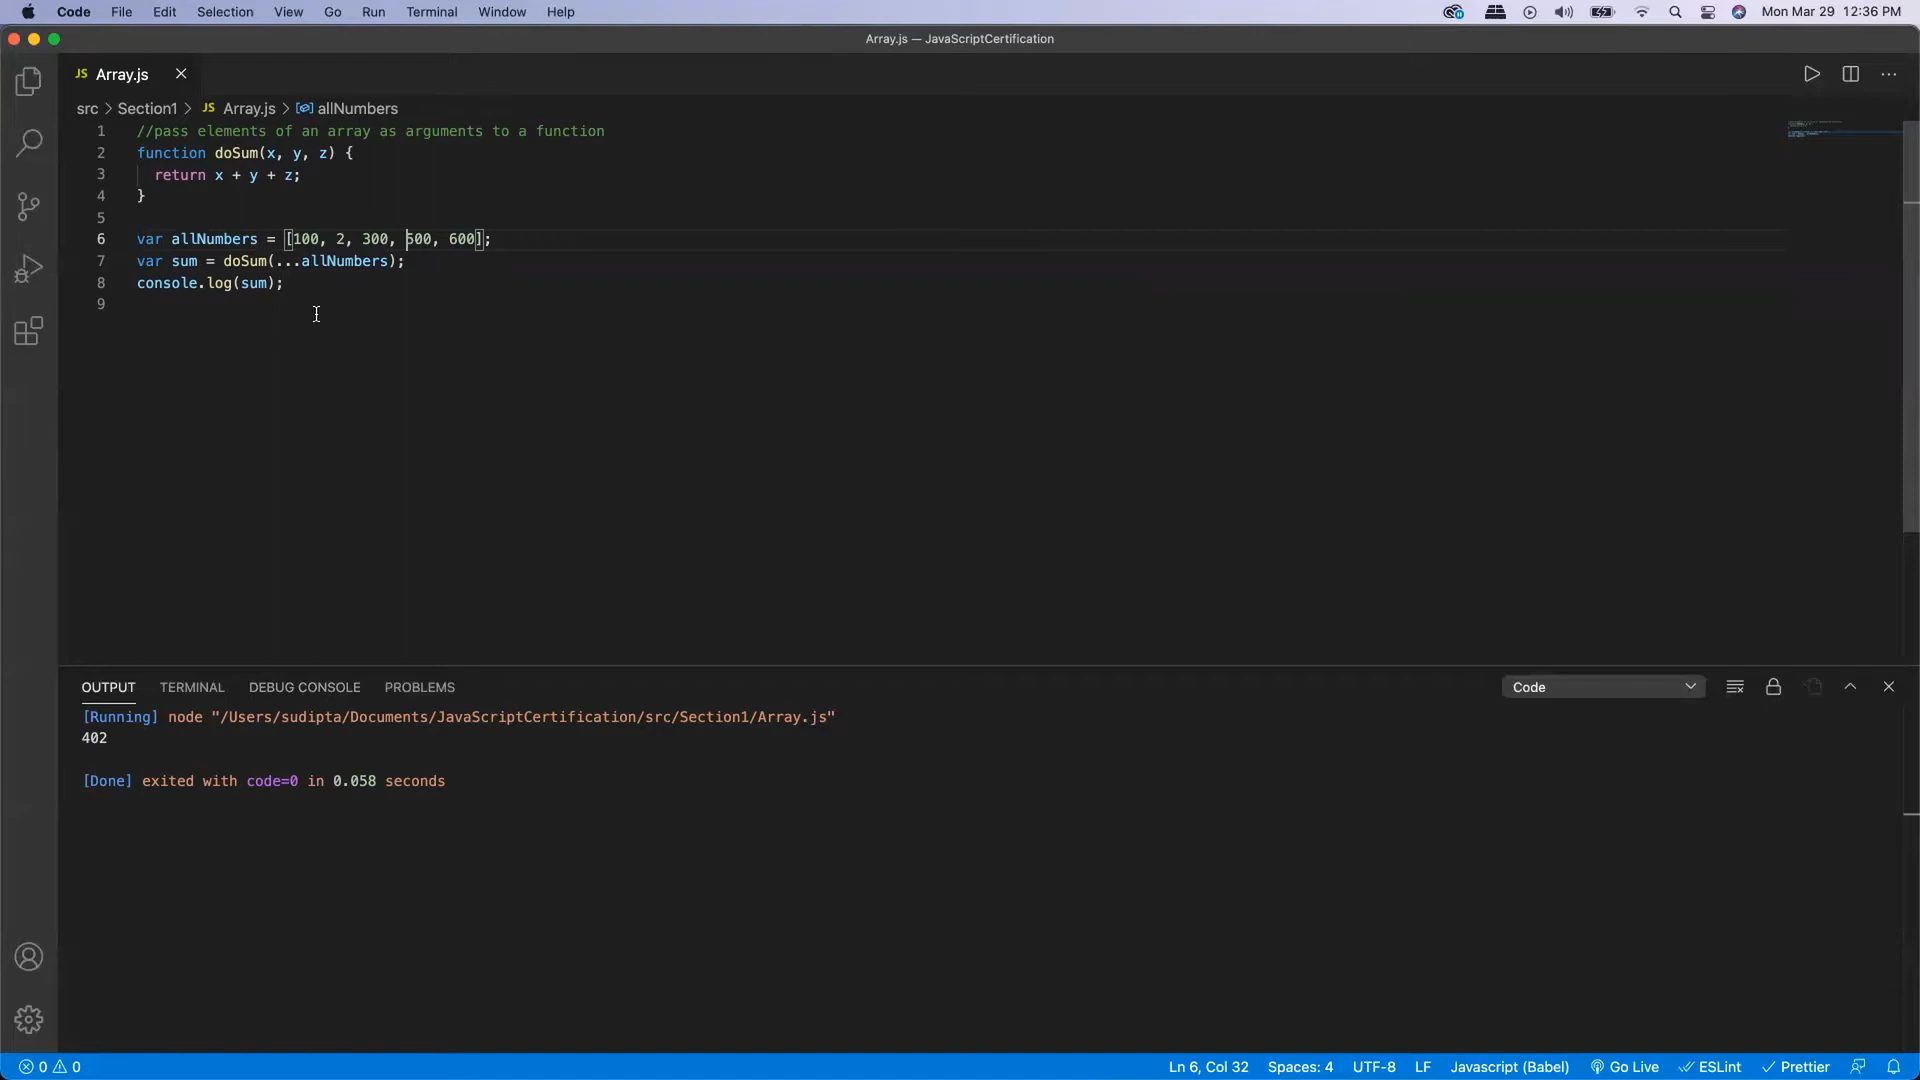 Code File Edit Selection View Go Run Terminal Window Help Mon Mar 29 12:36 PM
Array.js — JavaScriptCertification
JS Array.js
src > Section1 > JS Array.js > allNumbers
1 //pass elements of an array as arguments to a function
2 function doSum(x, y, z) {
3 return x + y + z;
4 }
5
6 var allNumbers = [100, 2, 300, 500, 600];
7 var sum = doSum(...allNumbers);
8 console.log(sum);
9
OUTPUT TERMINAL DEBUG CONSOLE PROBLEMS Code
[Running] node "/Users/sudipta/Documents/JavaScriptCertification/src/Section1/Array.js"
402
[Done] exited with code=0 in 0.058 seconds
0 0 Ln 6, Col 32 Spaces: 4 UTF-8 LF Javascript (Babel) Go Live ESLint Prettier